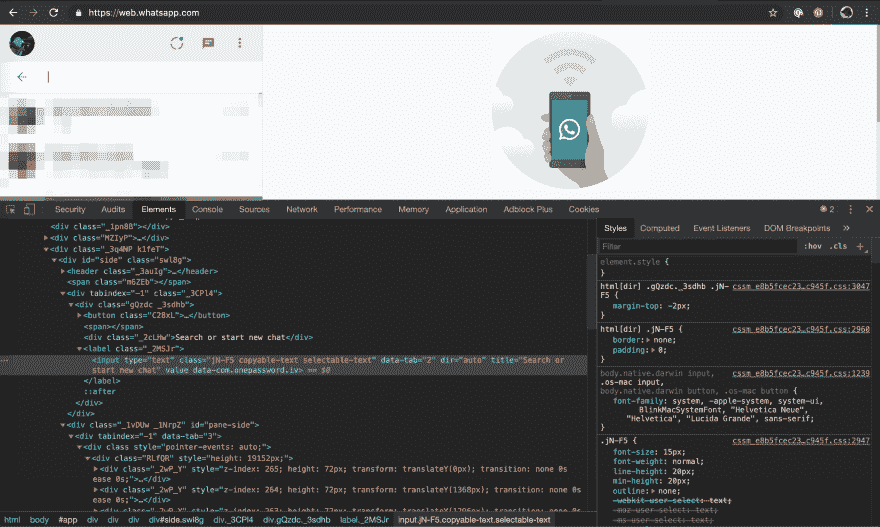 https://web.whatsapp.com
Security Audits Elements Console Sources Network Performance Memory Application Adblock Plus Cookies 2
<div class="_1pn8B"></div>
<div class="MZIyP">…</div>
<div class="_3q4NP k1feT">
<div id="side" class="swl8g">
<header class="_3auIg">…</header>
<span class="m6ZEb"></span>
<div tabindex="-1" class="_3CPl4">
<div class="gQzdc _3sdhb">
<button class="C28xL">…</button>
<span></span>
<div class="_2cLHw">Search or start new chat</div>
<label class="_2MSJr">
<input type="text" class="jN-F5 copyable-text selectable-text" data-tab="2" dir="auto" title="Search or
start new chat" value data-com.onepassword.iv> == $0
</label>
::after
</div>
</div>
<div class="_1vDUw _1NrpZ" id="pane-side">
<div tabindex="-1" data-tab="3">
<div class style="pointer-events: auto;">
<div class="RLfQR" style="height: 19152px;">
<div class="_2wP_Y" style="z-index: 265; height: 72px; transform: translateY(0px); transition: none 0s
ease 0s;">…</div>
<div class="_2wP_Y" style="z-index: 264; height: 72px; transform: translateY(1368px); transition: none 0s
ease 0s;">…</div>
html body #app div div div div#side.swl8g div._3CPl4 div.gQzdc._3sdhb label._2MSJr input.jN-F5.copyable-text.selectable-text
Styles Computed Event Listeners DOM Breakpoints »
Filter :hov .cls +
element.style {
}
html[dir] .gQzdc._3sdhb .jN- cssm_e8b5fcec23…c945f.css:3047
F5 {
margin-top: -2px;
}
html[dir] .jN-F5 { cssm_e8b5fcec23…c945f.css:2960
border: none;
padding: 0;
}
body.native.darwin input, cssm_e8b5fcec23…c945f.css:1239
.os-mac input,
body.native.darwin button, .os-mac button {
font-family: system, -apple-system, system-ui,
BlinkMacSystemFont, "Helvetica Neue",
"Helvetica", "Lucida Grande", sans-serif;
}
.jN-F5 { cssm_e8b5fcec23…c945f.css:2947
font-size: 15px;
font-weight: normal;
line-height: 20px;
min-height: 20px;
outline: none;
-webkit-user-select: text;
-moz-user-select: text;
-ms-user-select: text;